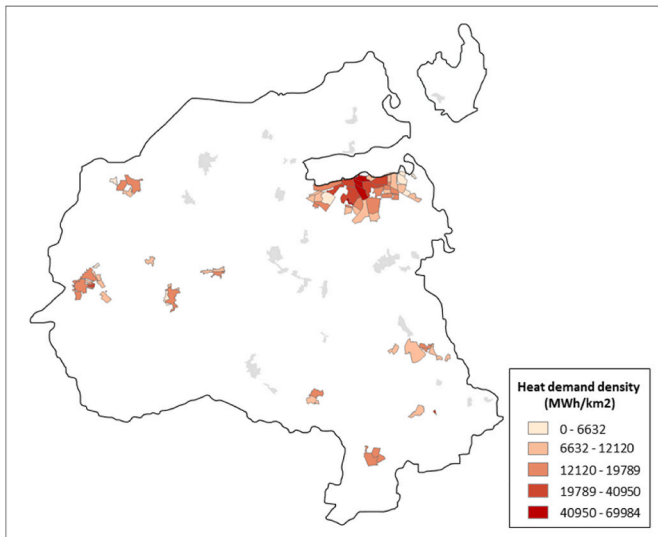 Heat demand density
(MWh/km2)
0 - 6632
6632 - 12120
12120 - 19789
19789 - 40950
40950 - 69984